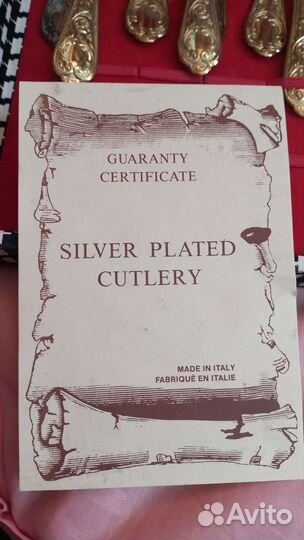 GUARANTY
CERTIFICATE
SILVER PLATED
CUTLERY
MADE IN ITALY
FABRIQUÉ EN ITALIE
Avito